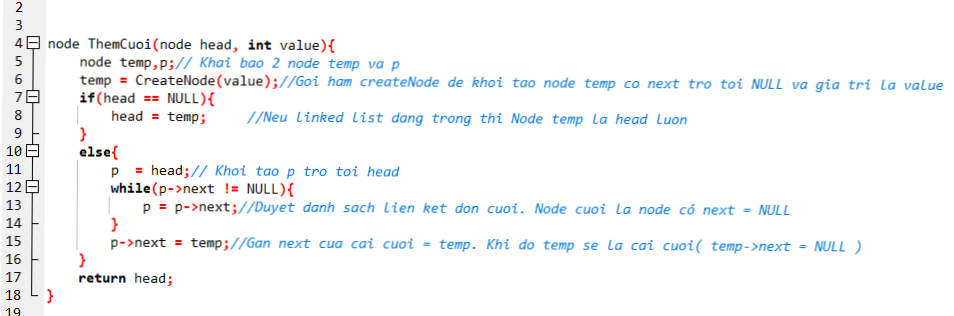 2
3
4 node ThemCuoi(node head, int value){
5 node temp,p;// Khai bao 2 node temp va p
6 temp = CreateNode(value);//Goi ham createNode de khoi tao node temp co next tro toi NULL va gia tri la value
7 if(head == NULL){
8 head = temp; //Neu linked list dang trong thi Node temp la head luon
9 }
10 else{
11 p = head;// Khoi tao p tro toi head
12 while(p->next != NULL){
13 p = p->next;//Duyet danh sach lien ket don cuoi. Node cuoi la node có next = NULL
14 }
15 p->next = temp;//Gan next cua cai cuoi = temp. Khi do temp se la cai cuoi( temp->next = NULL )
16 }
17 return head;
18 }
19